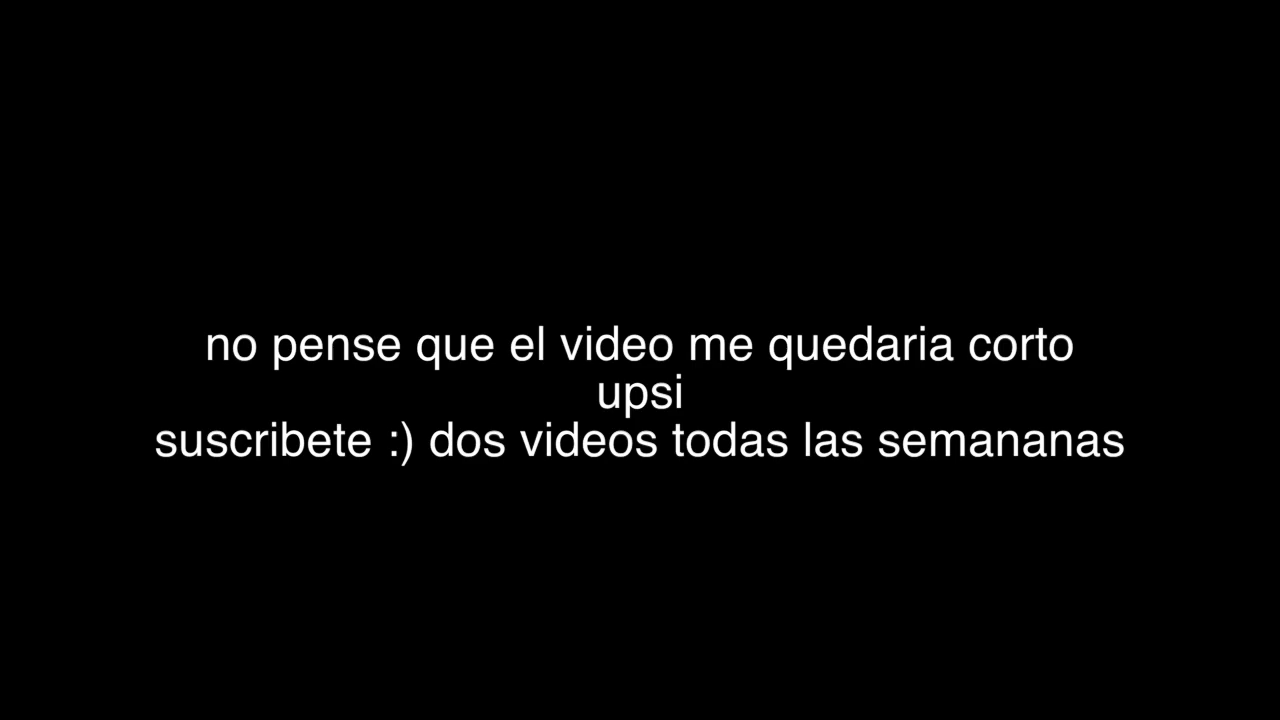 no pense que el video me quedaria corto
upsi
suscribete :) dos videos todas las semananas